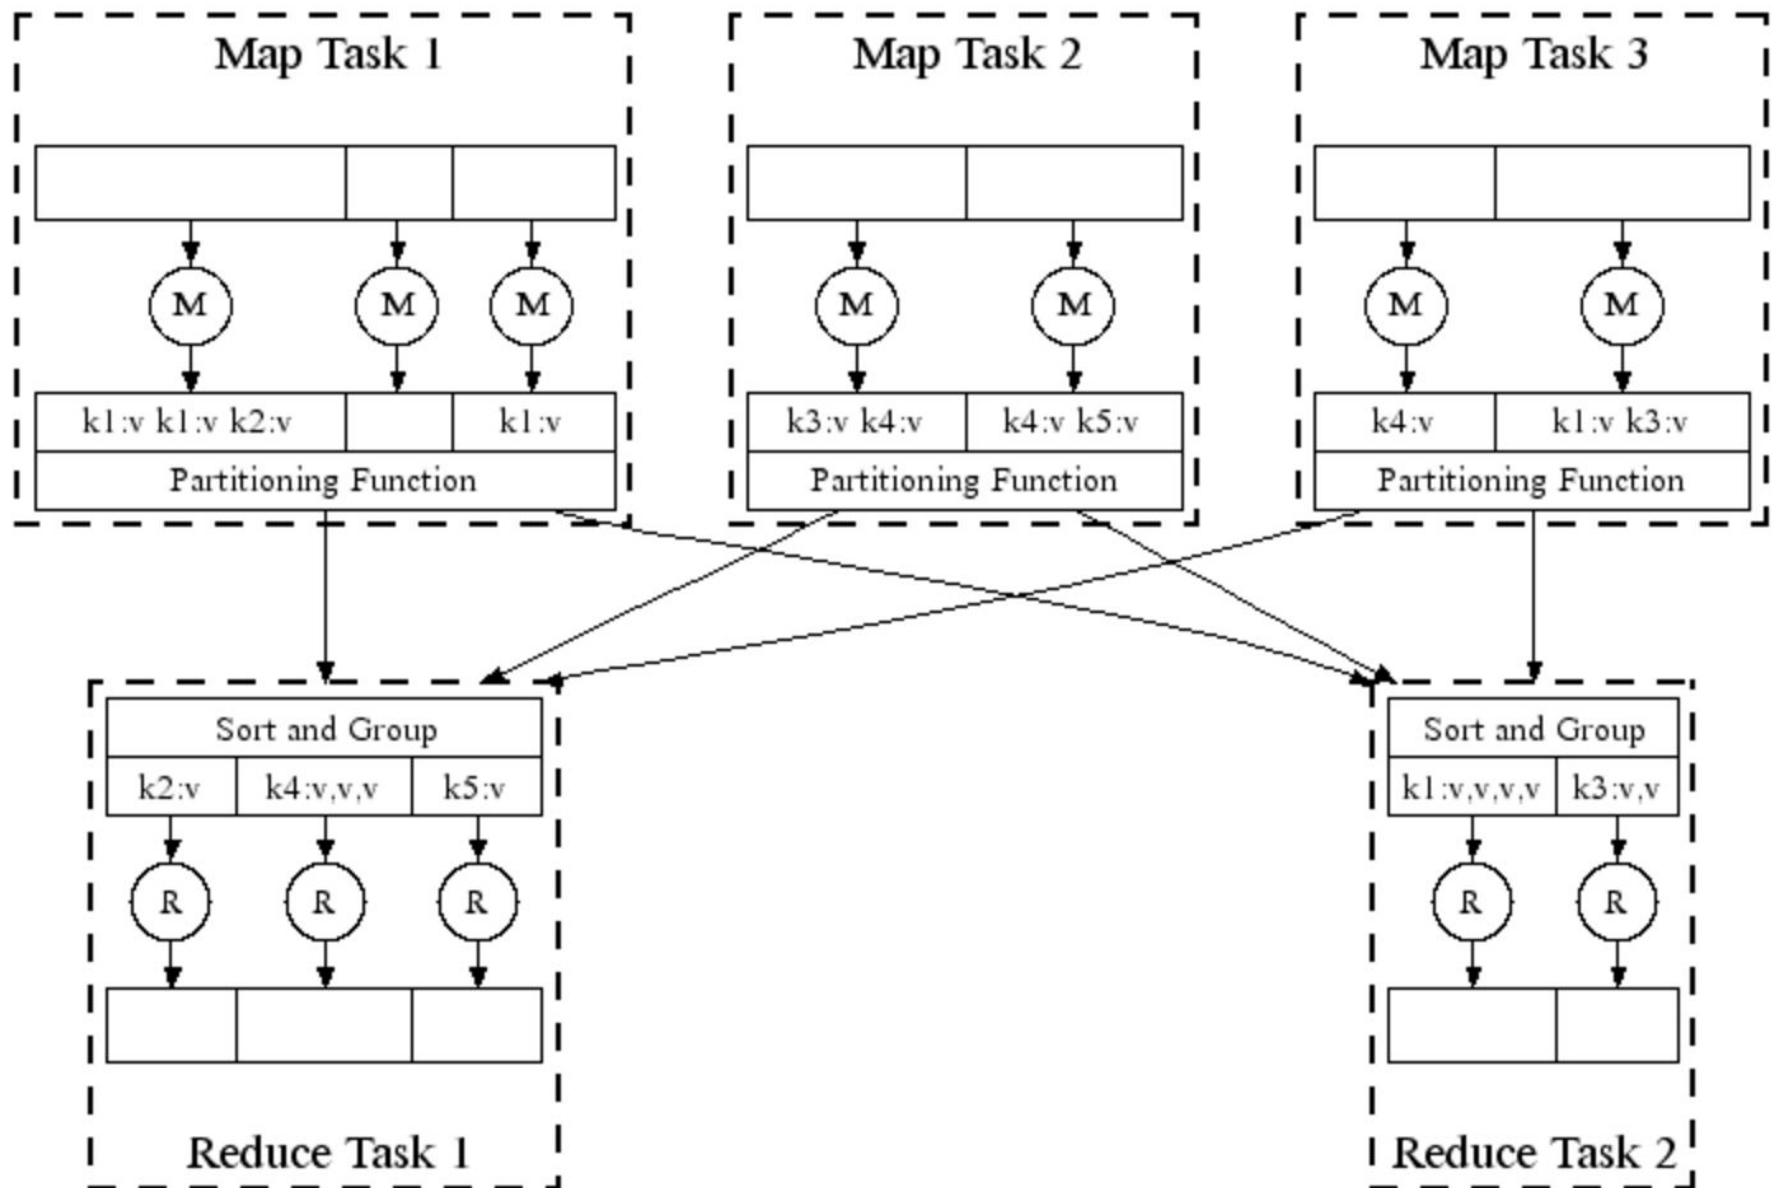 Map Task 1
Map Task 2
Map Task 3
M
M
M
M
M
M
M
k1:v k1:v k2:v
k1:v
k3:v k4:v
k4:v k5:v
k4:v
k1:v k3:v
Partitioning Function
Partitioning Function
Partitioning Function
Sort and Group
Sort and Group
k2:v
k4:v,v,v
k5:v
k1:v,v,v,v
k3:v,v
R
R
R
R
R
Reduce Task 1
Reduce Task 2